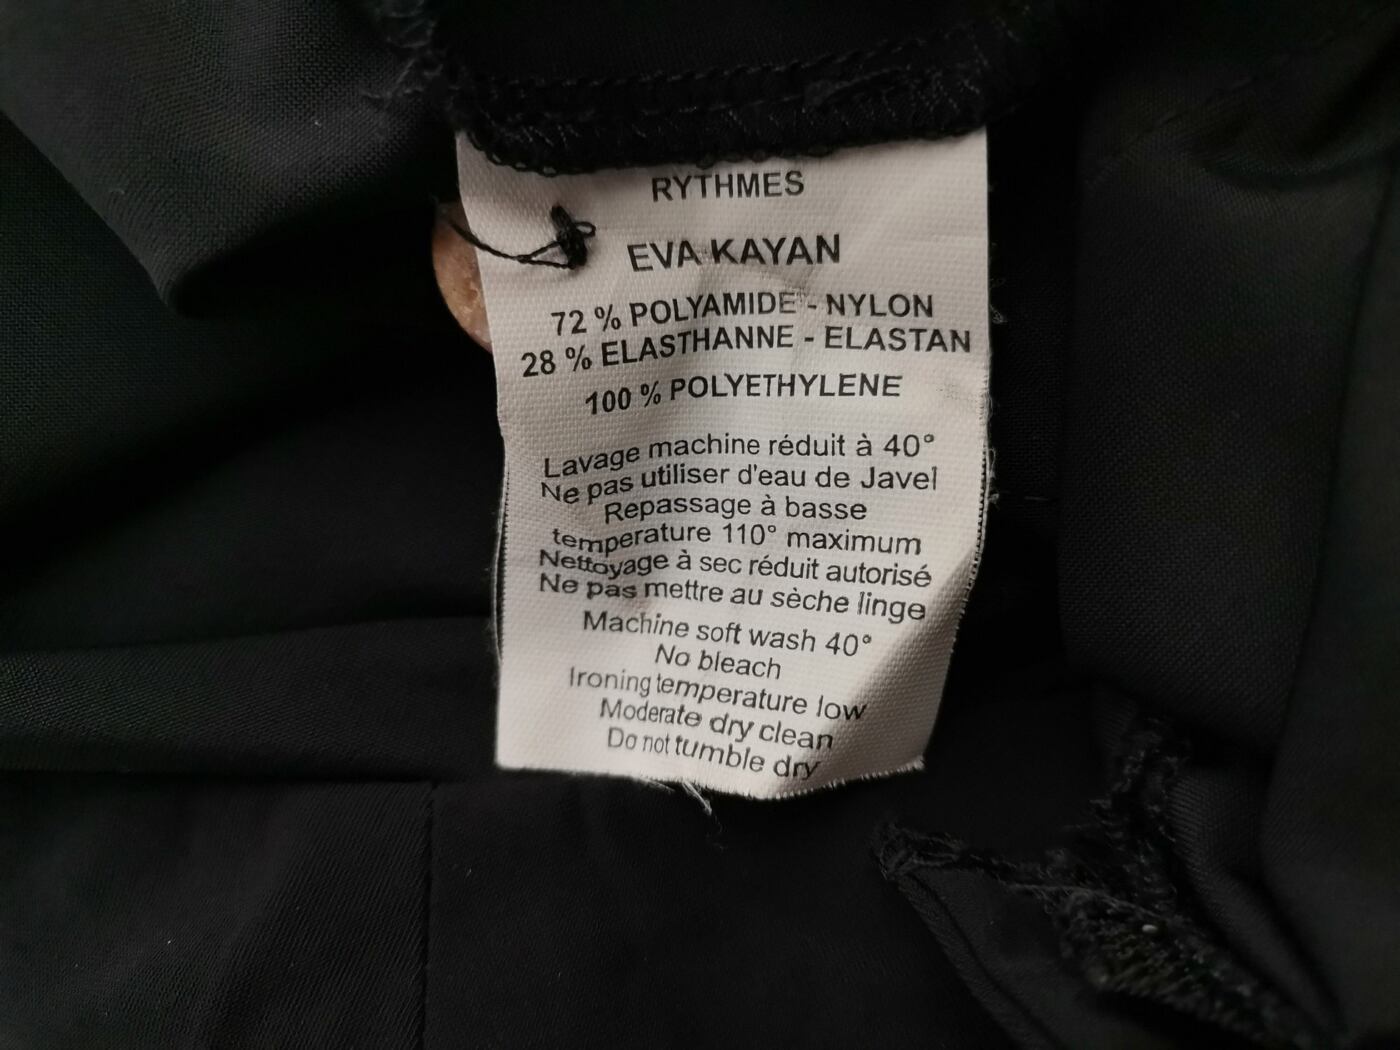 RYTHMES
EVA KAYAN
72 % POLYAMIDE - NYLON
28 % ELASTHANNE - ELASTAN
100 % POLYETHYLENE
Lavage machine réduit à 40°
Ne pas utiliser d'eau de Javel
Repassage à basse
temperature 110° maximum
Nettoyage à sec réduit autorisé
Ne pas mettre au sèche linge
Machine soft wash 40°
No bleach
Ironing temperature low
Moderate dry clean
Do not tumble dry